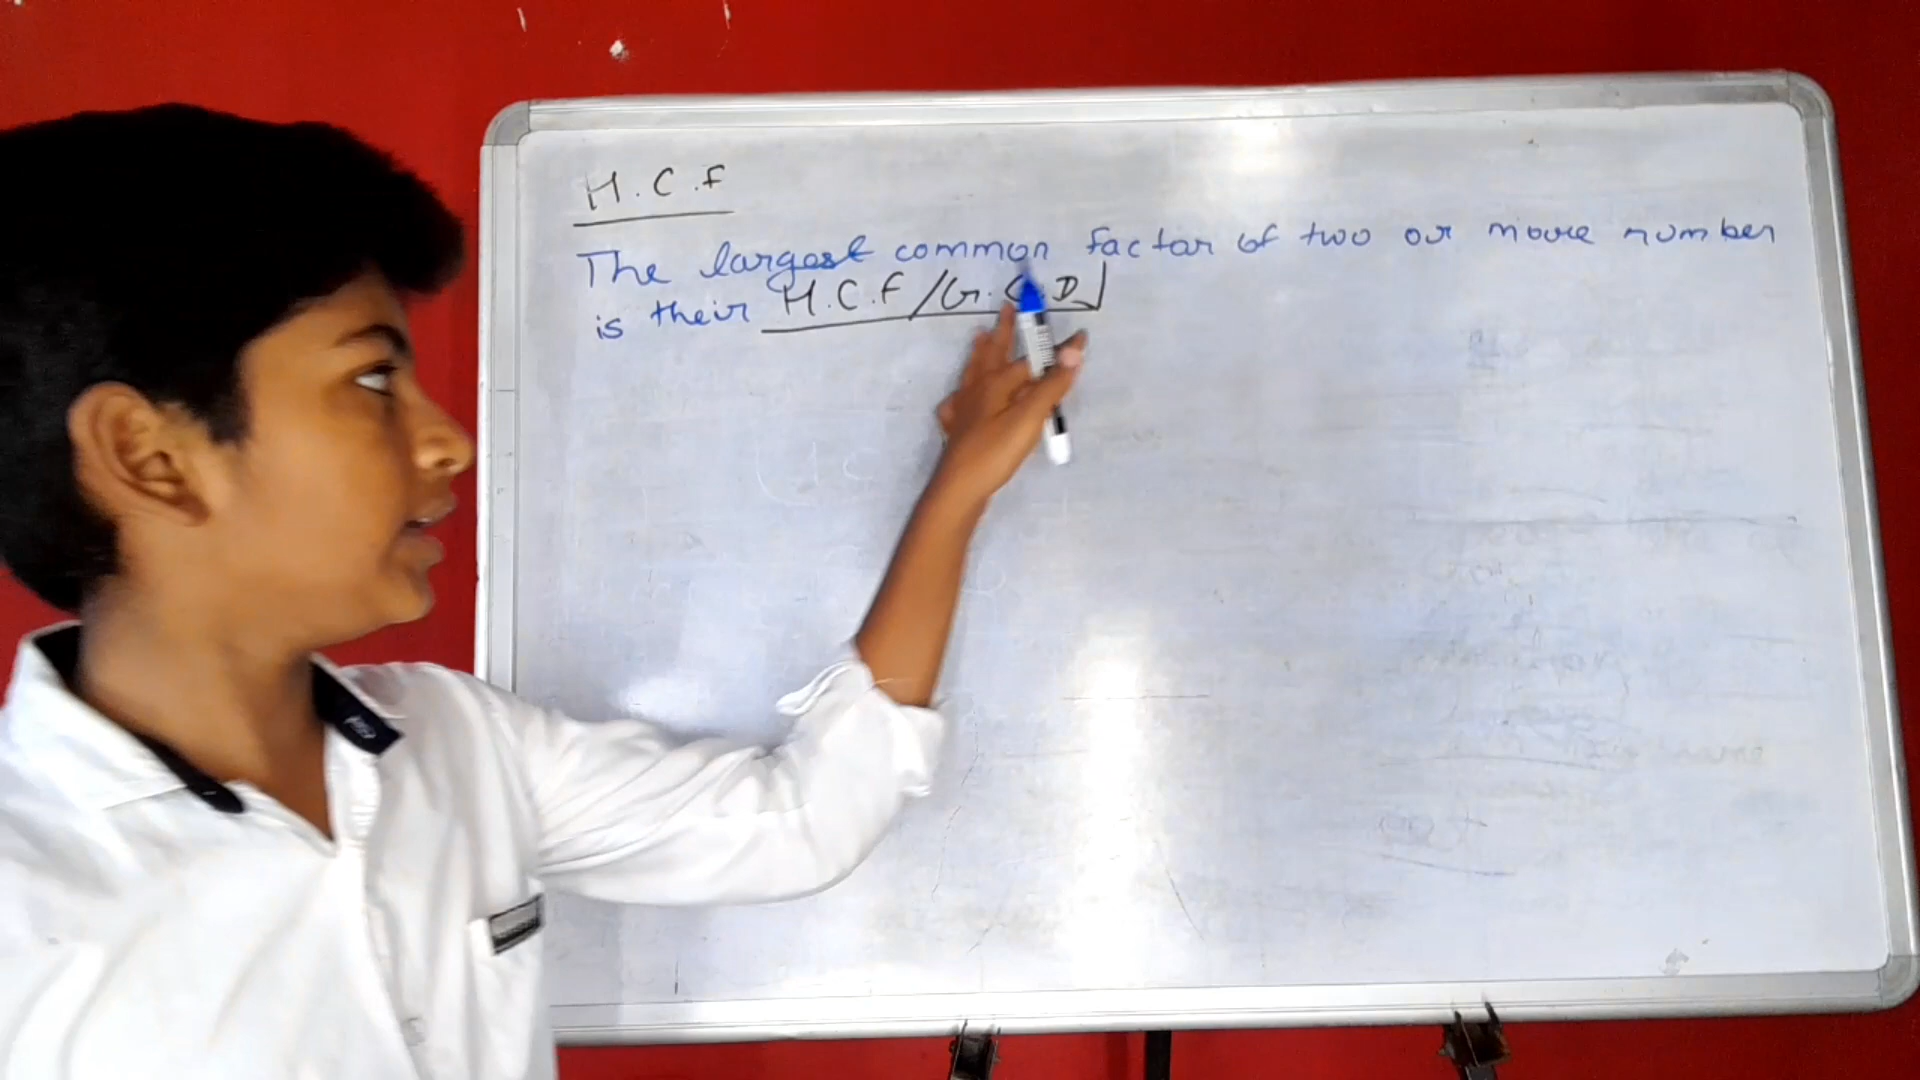 H.C.F
The largest common factor of two or more number
is their H.C.F/G.C.D